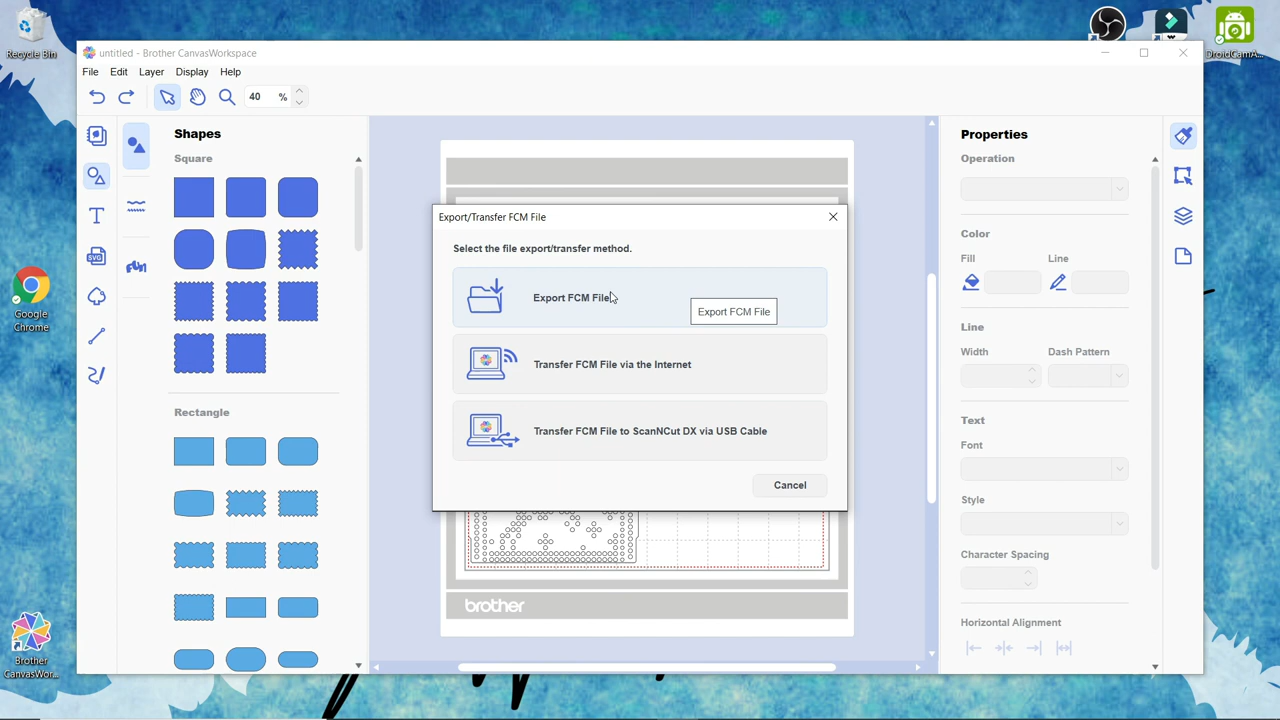 Recycle Bin
DroidCamA...
Google
Chrome
Brother
CanvasWor...
untitled - Brother CanvasWorkspace
File Edit Layer Display Help
40 %
Shapes
Square
Rectangle
SVG
T
Export/Transfer FCM File
Select the file export/transfer method.
Export FCM File
Export FCM File
Transfer FCM File via the Internet
Transfer FCM File to ScanNCut DX via USB Cable
Cancel
brother
Properties
Operation
Color
Fill Line
Line
Width Dash Pattern
Text
Font
Style
Character Spacing
Horizontal Alignment